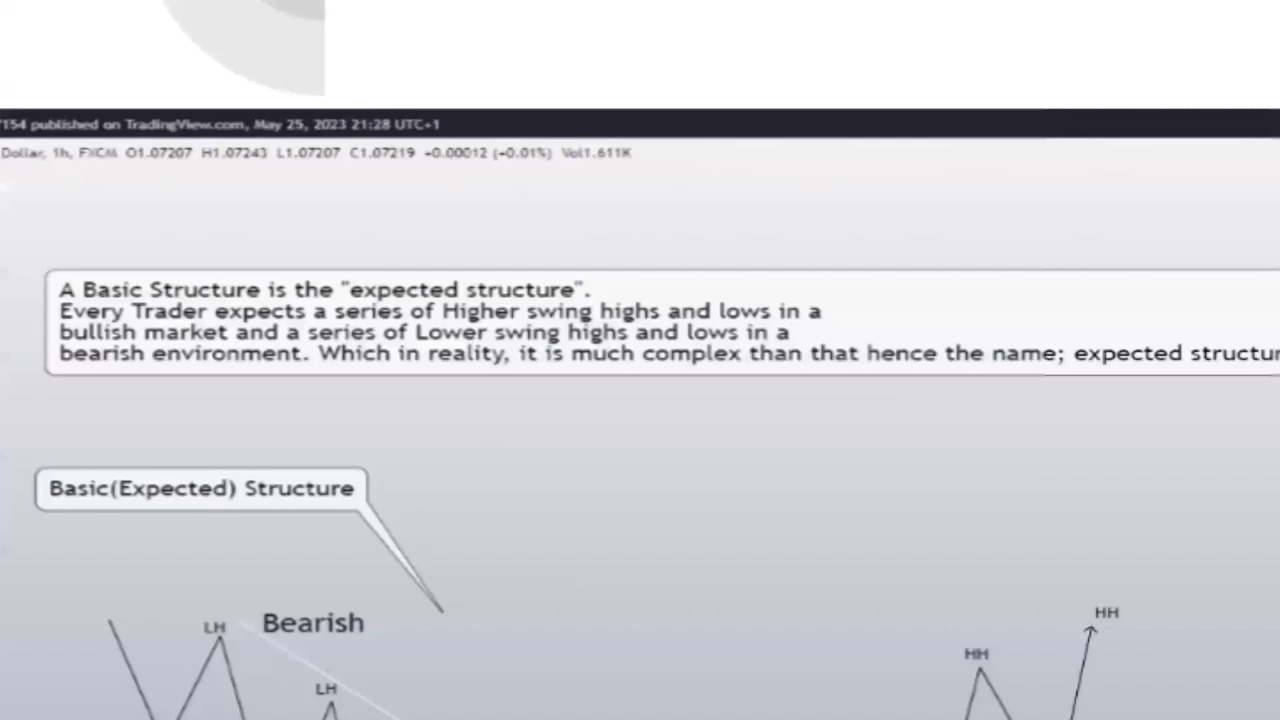 7154 published on TradingView.com, May 25, 2023 21:28 UTC+1
Dollar, 1h, FXCM O1.07207 H1.07243 L1.07207 C1.07219 +0.00012 (+0.01%) Vol1.611K
A Basic Structure is the "expected structure".
Every Trader expects a series of Higher swing highs and lows in a
bullish market and a series of Lower swing highs and lows in a
bearish environment. Which in reality, it is much complex than that hence the name; expected structur
Basic(Expected) Structure
HH
LH Bearish
HH
LH